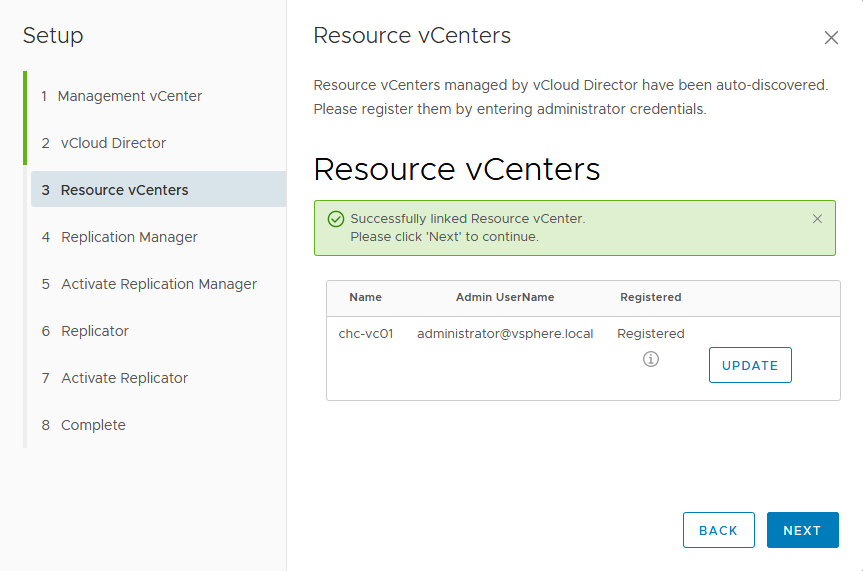 Setup
1 Management vCenter
2 vCloud Director
3 Resource vCenters
4 Replication Manager
5 Activate Replication Manager
6 Replicator
7 Activate Replicator
8 Complete
Resource vCenters
Resource vCenters managed by vCloud Director have been auto-discovered.
Please register them by entering administrator credentials.
Resource vCenters
Successfully linked Resource vCenter.
Please click 'Next' to continue.
Name Admin UserName Registered
chc-vc01 administrator@vsphere.local Registered
UPDATE
BACK NEXT